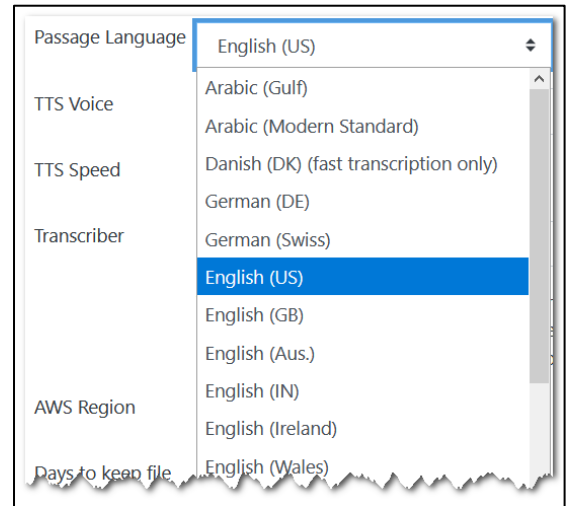 Passage Language
English (US)
Arabic (Gulf)
TTS Voice
Arabic (Modern Standard)
TTS Speed
Danish (DK) (fast transcription only)
German (DE)
Transcriber
German (Swiss)
English (US)
English (GB)
English (Aus.)
English (IN)
AWS Region
English (Ireland)
Days to keep file
English (Wales)